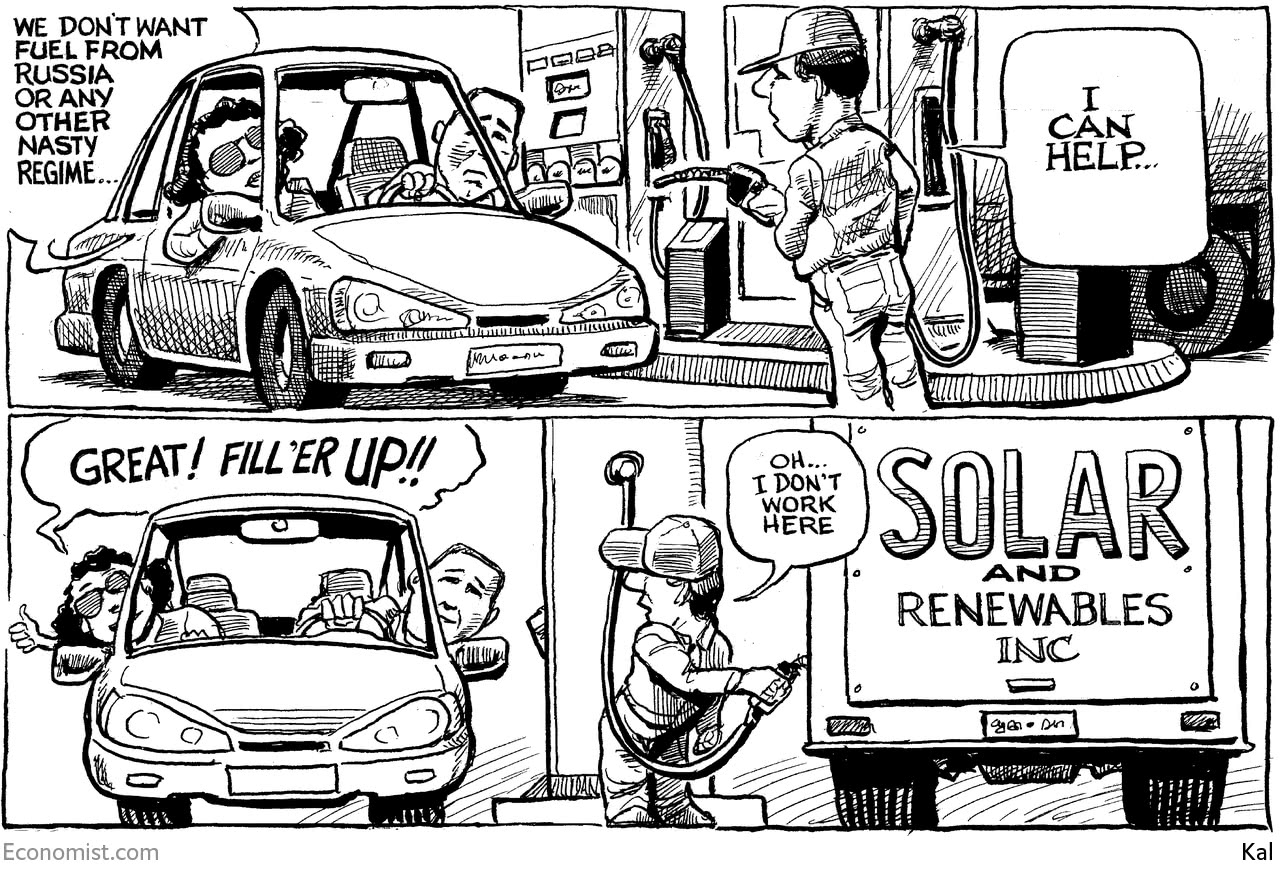 WE DON'T WANT
FUEL FROM
RUSSIA
OR ANY
OTHER
NASTY
REGIME...
I
CAN
HELP...
GREAT! FILL'ER UP!!
OH...
I DON'T
WORK
HERE
SOLAR
AND
RENEWABLES
INC
Economist.com
Kal